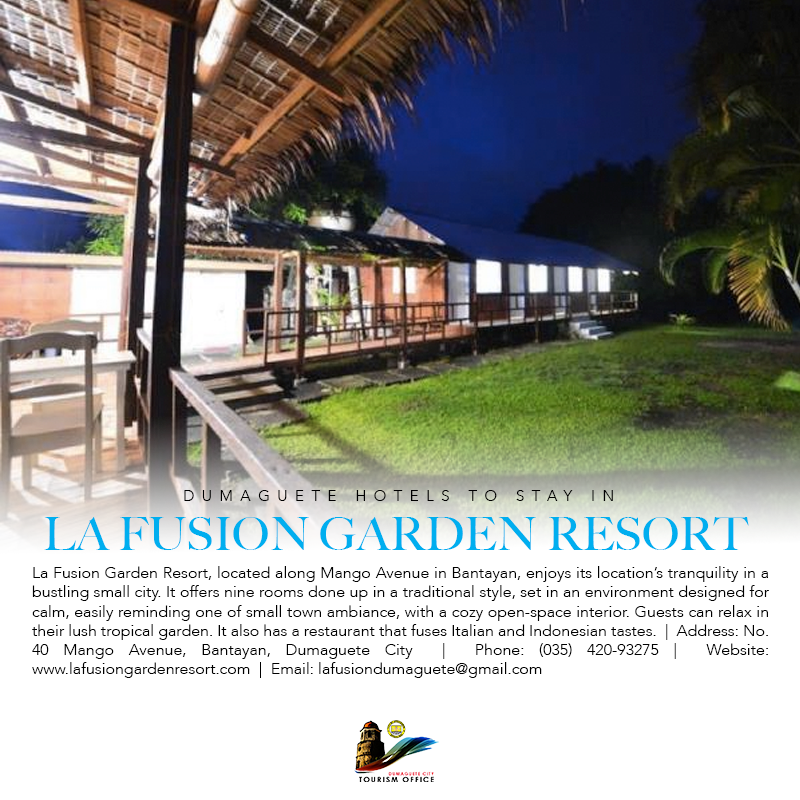 DUMAGUETE HOTELS TO STAY IN
LA FUSION GARDEN RESORT
La Fusion Garden Resort, located along Mango Avenue in Bantayan, enjoys its location's tranquility in a
bustling small city. It offers nine rooms done up in a traditional style, set in an environment designed for
calm, easily reminding one of small town ambiance, with a cozy open-space interior. Guests can relax in
their lush tropical garden. It also has a restaurant that fuses Italian and Indonesian tastes. | Address: No.
40 Mango Avenue, Bantayan, Dumaguete City | Phone: (035) 420-93275 | Website:
www.lafusiongardenresort.com | Email: lafusiondumaguete@gmail.com
DUMAGUETE CITY
TOURISM OFFICE